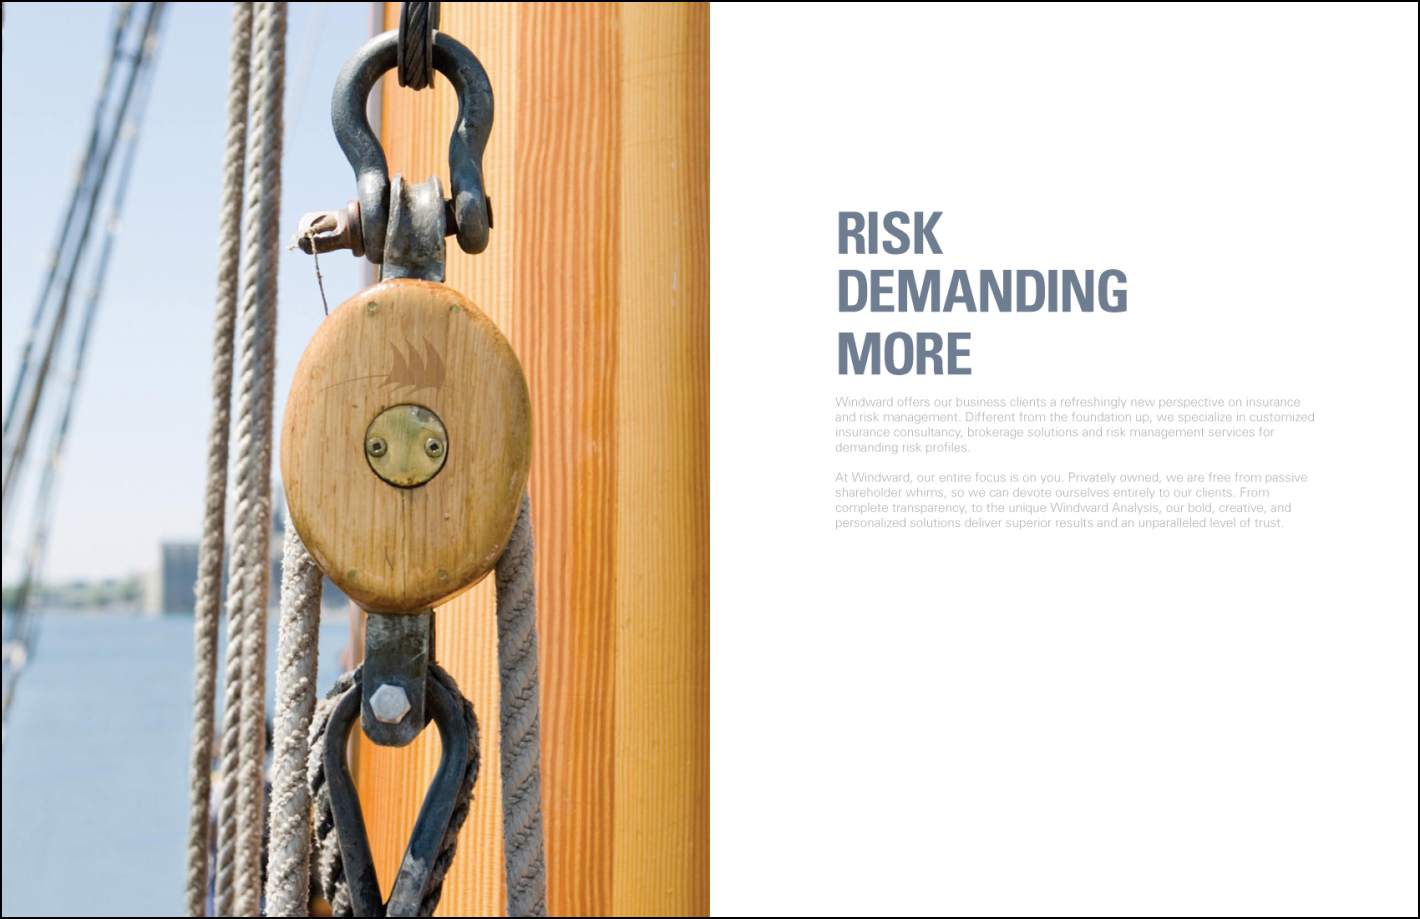 RISK
DEMANDING
MORE
Windward offers our business clients a refreshingly new perspective on insurance
and risk management. Different from the foundation up, we specialize in customized
insurance consultancy, brokerage solutions and risk management services for
demanding risk profiles.
At Windward, our entire focus is on you. Privately owned, we are free from passive
shareholder whims, so we can devote ourselves entirely to our clients. From
complete transparency, to the unique Windward Analysis, our bold, creative, and
personalized solutions deliver superior results and an unparalleled level of trust.